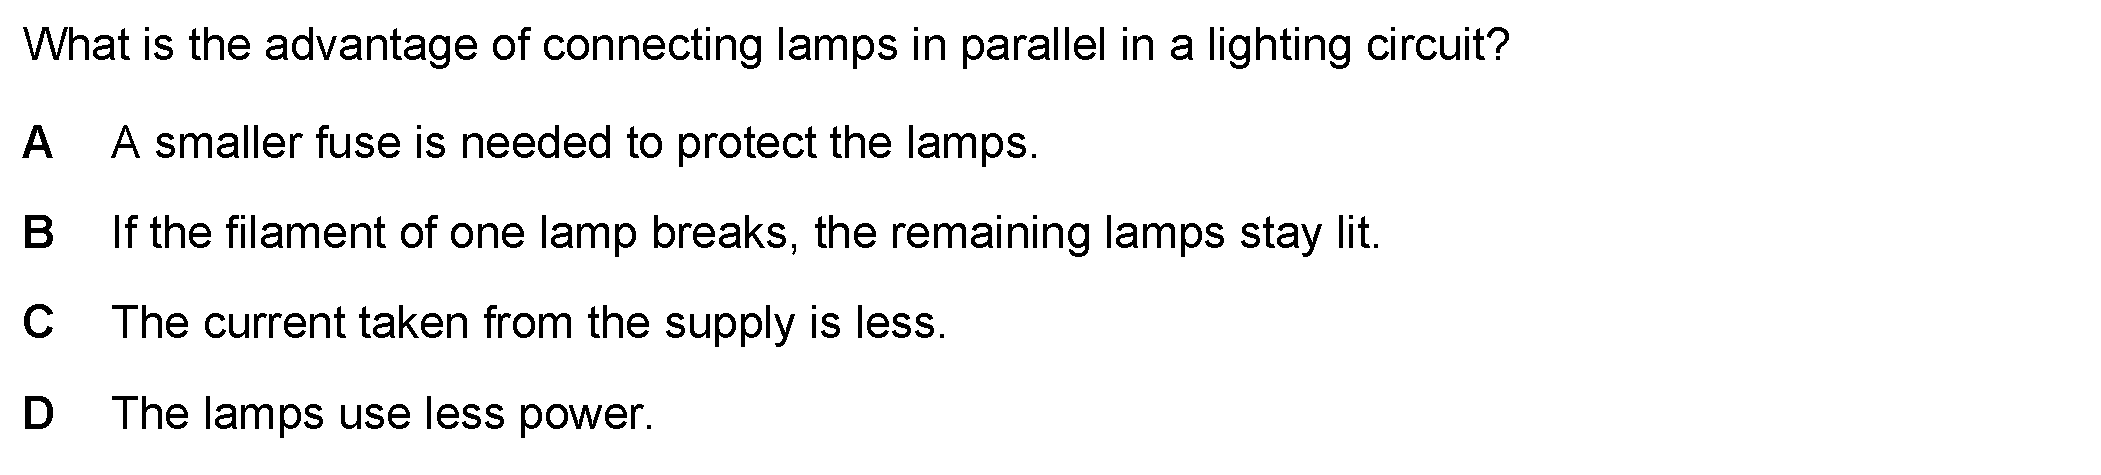 What is the advantage of connecting lamps in parallel in a lighting circuit?
A A smaller fuse is needed to protect the lamps.
B If the filament of one lamp breaks, the remaining lamps stay lit.
C The current taken from the supply is less.
D The lamps use less power.